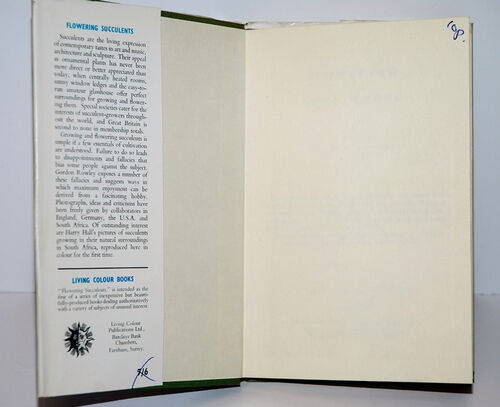 FLOWERING SUCCULENTS
Succulents are the living expression
of contemporary tastes in art and music,
architecture and sculpture. Their appeal
as ornamental plants has never been
more direct or better appreciated than
today, when centrally heated rooms,
sunny window ledges and the easy-to-
run amateur glasshouse offer perfect
surroundings for growing and flower-
ing them. Special societies cater for the
interests of succulent-growers through-
out the world, and Great Britain is
second to none in membership totals.
Growing and flowering succulents is
simple if a few essentials of cultivation
are understood. Failure to do so leads
to disappointments and fallacies that
bias some people against the subject.
Gordon Rowley exposes a number of
these fallacies and suggests ways in
which maximum enjoyment can be
derived from a fascinating hobby.
Photographs, ideas and criticisms have
been freely given by collaborators in
England, Germany, the U.S.A. and
South Africa. Of outstanding interest
are Harry Hall's pictures of succulents
growing in their natural surroundings
in South Africa, reproduced here in
colour for the first time.
LIVING COLOUR BOOKS
"Flowering Succulents" is intended as the
first of a series of inexpensive but beauti-
fully-produced books dealing authoritatively
with a variety of subjects of unusual interest.
Living Colour
Publications Ltd.,
Barclays Bank
Chambers,
Farnham, Surrey.
7/6